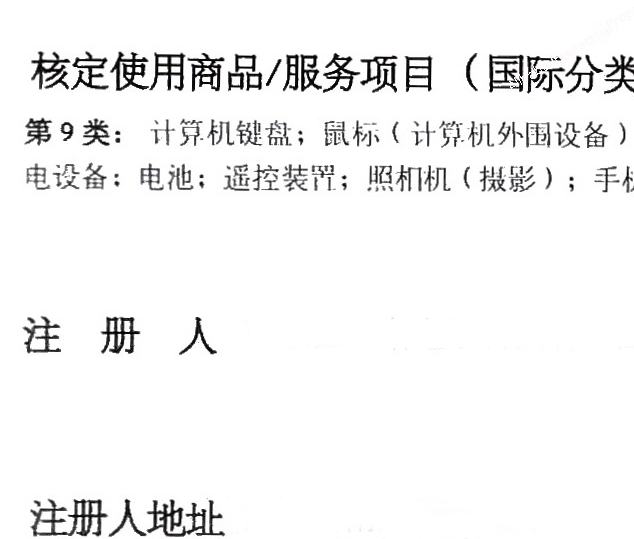 核定使用商品/服务项目（国际分类
第9类： 计算机键盘；鼠标（计算机外围设备）
电设备；电池；遥控装置；照相机（摄影）；手机
注 册 人
注册人地址